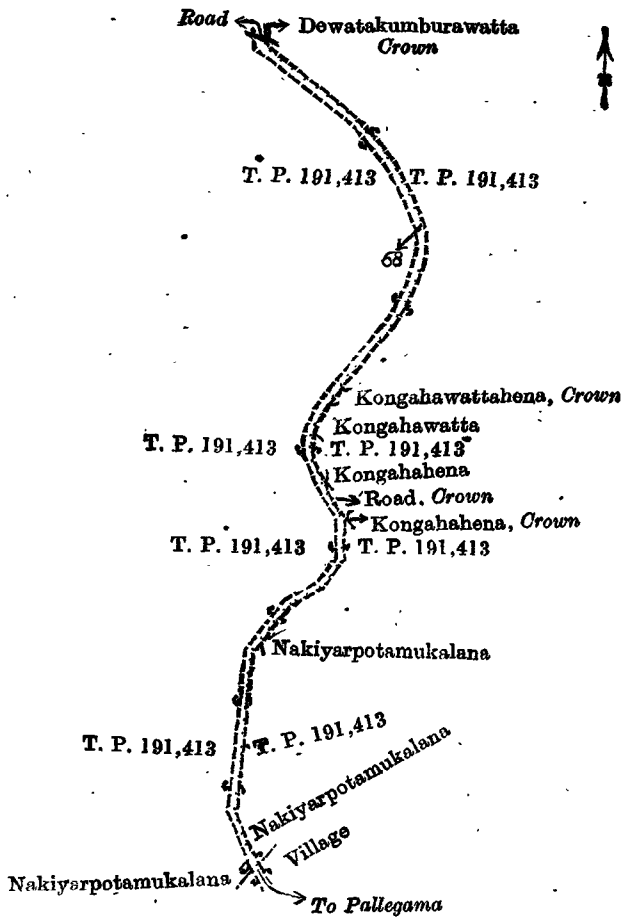 Road
Dewatakumburawatta
Crown
T. P. 191,413 T. P. 191,413
68
Kongahawattahena, Crown
Kongahawatta
T. P. 191,413 T. P. 191,413
Kongahahena
Road. Crown
Kongahahena, Crown
T. P. 191,413 T. P. 191,413
Nakiyarpotamukalana
T. P. 191,413 T. P. 191,413
Nakiyarpotamukalana
Village
Nakiyarpotamukalana
To Pallegama